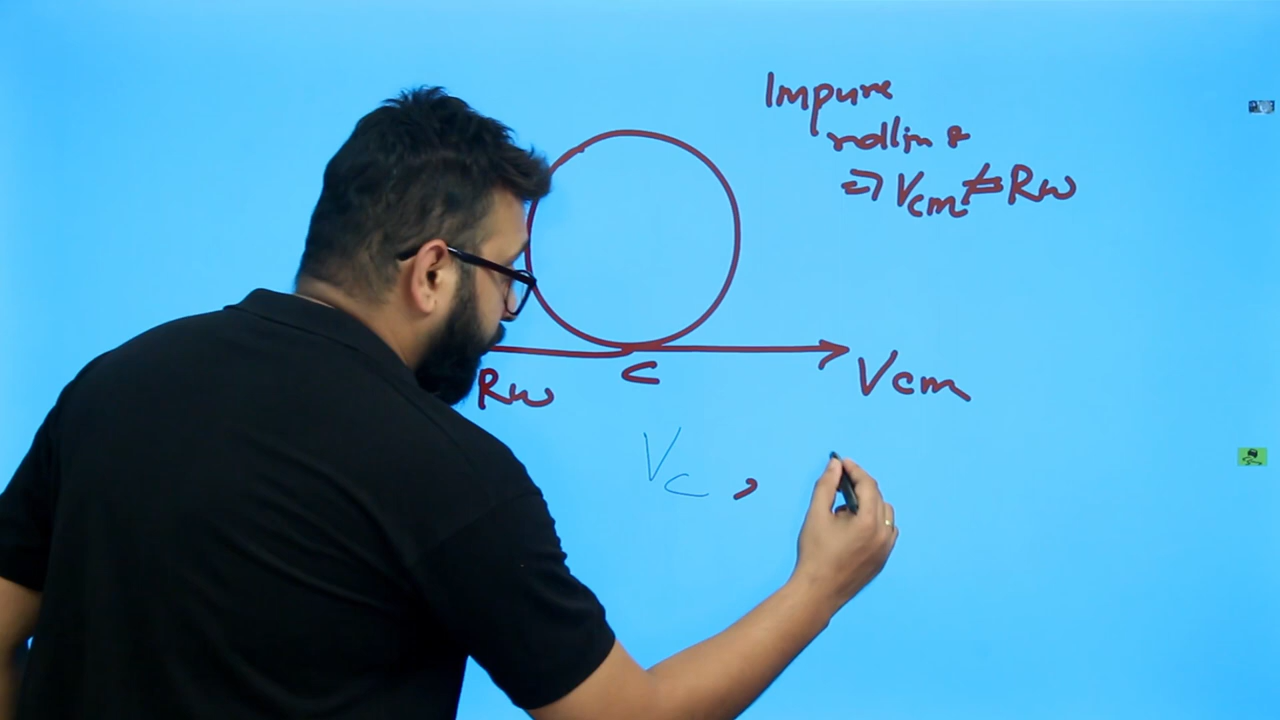 Impure
rolling
⇒ Vcm ≠ Rω
Rω
C
Vcm
Vc ,